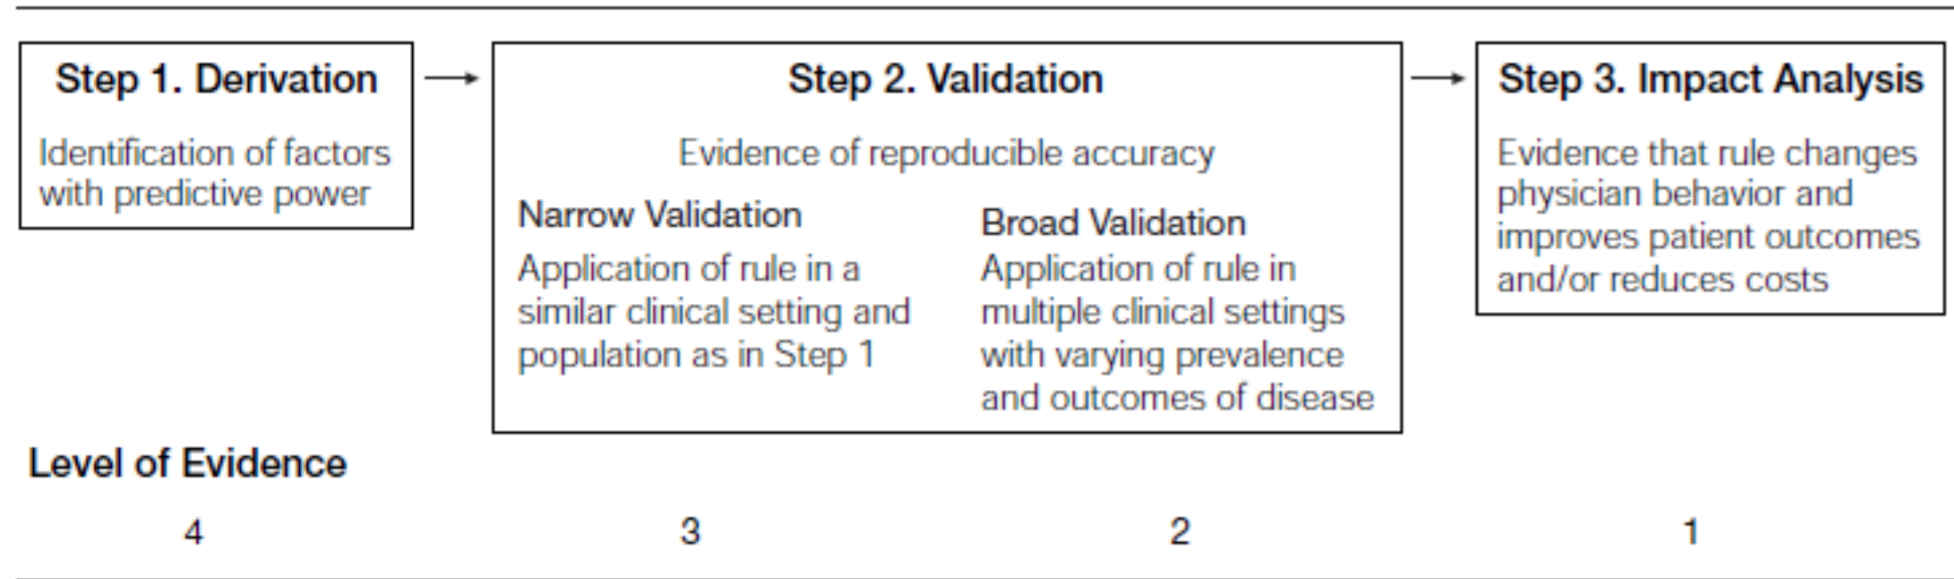 Step 1. Derivation
Identification of factors
with predictive power
Step 2. Validation
Evidence of reproducible accuracy
Narrow Validation
Application of rule in a
similar clinical setting and
population as in Step 1
Broad Validation
Application of rule in
multiple clinical settings
with varying prevalence
and outcomes of disease
Step 3. Impact Analysis
Evidence that rule changes
physician behavior and
improves patient outcomes
and/or reduces costs
Level of Evidence
4 3 2 1